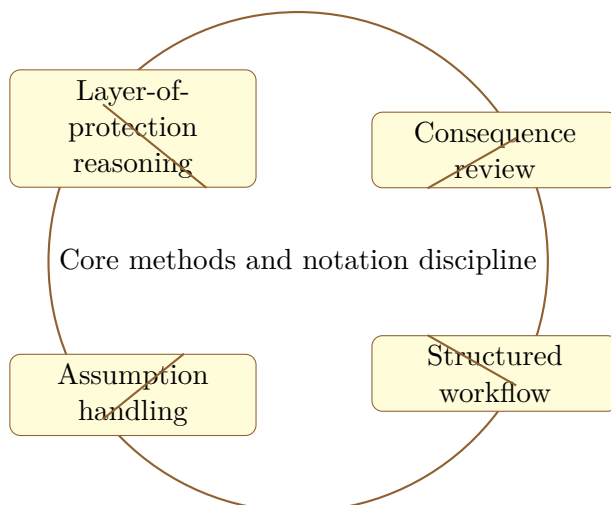 Layer-of-
protection
reasoning
Consequence
review
Core methods and notation discipline
Assumption
handling
Structured
workflow